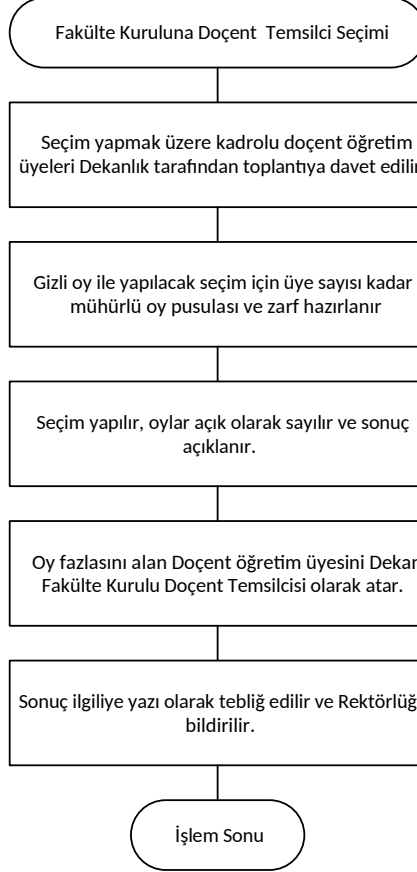 Fakülte Kuruluna Doçent  Temsilci Seçimi
Seçim yapmak üzere kadrolu doçent öğretim
üyeleri Dekanlık tarafından toplantıya davet edilir
Gizli oy ile yapılacak seçim için üye sayısı kadar
mühürlü oy pusulası ve zarf hazırlanır
Seçim yapılır, oylar açık olarak sayılır ve sonuç
açıklanır.
Oy fazlasını alan Doçent öğretim üyesini Dekan
Fakülte Kurulu Doçent Temsilcisi olarak atar.
Sonuç ilgiliye yazı olarak tebliğ edilir ve Rektörlüğ
bildirilir.
İşlem Sonu